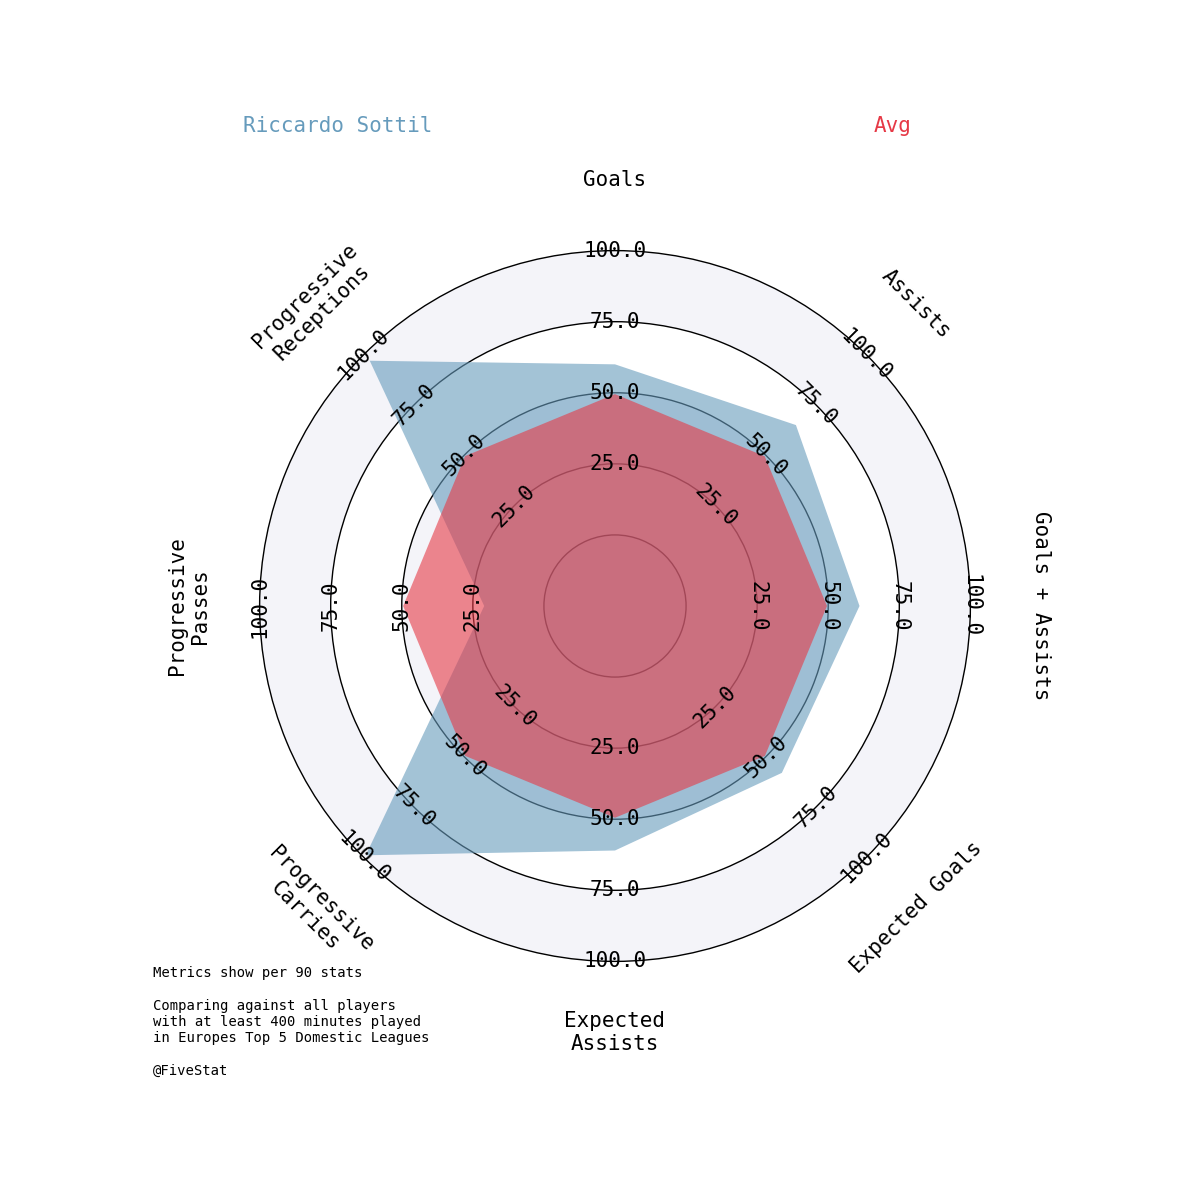 Riccardo Sottil
Avg
Goals
Assists
Goals + Assists
Expected Goals
Expected
Assists
Progressive
Carries
Progressive
Passes
Progressive
Receptions
25.0
50.0
75.0
100.0
25.0
50.0
75.0
100.0
25.0
50.0
75.0
100.0
25.0
50.0
75.0
100.0
25.0
50.0
75.0
100.0
25.0
50.0
75.0
100.0
25.0
50.0
75.0
100.0
25.0
50.0
75.0
100.0
Metrics show per 90 stats
Comparing against all players
with at least 400 minutes played
in Europes Top 5 Domestic Leagues
@FiveStat